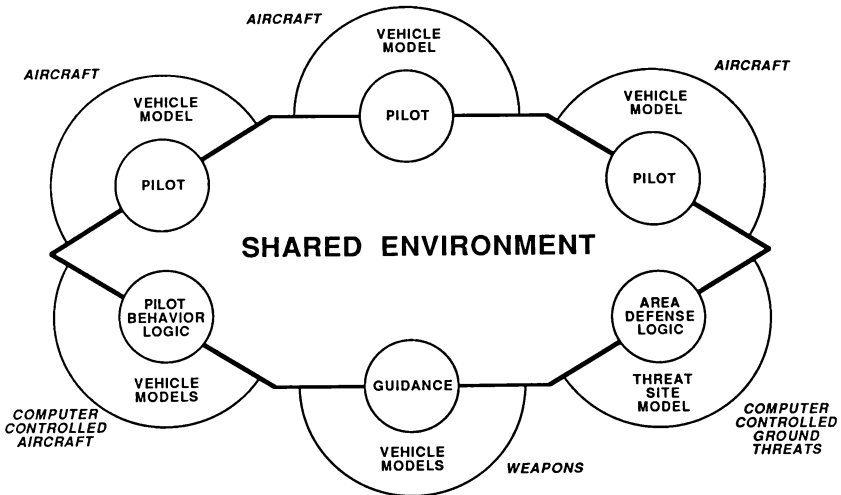 AIRCRAFT
VEHICLE
MODEL
PILOT
AIRCRAFT
VEHICLE
MODEL
PILOT
AIRCRAFT
VEHICLE
MODEL
PILOT
SHARED ENVIRONMENT
PILOT
BEHAVIOR
LOGIC
VEHICLE
MODELS
COMPUTER
CONTROLLED
AIRCRAFT
GUIDANCE
VEHICLE
MODELS
WEAPONS
AREA
DEFENSE
LOGIC
THREAT
SITE
MODEL
COMPUTER
CONTROLLED
GROUND
THREATS